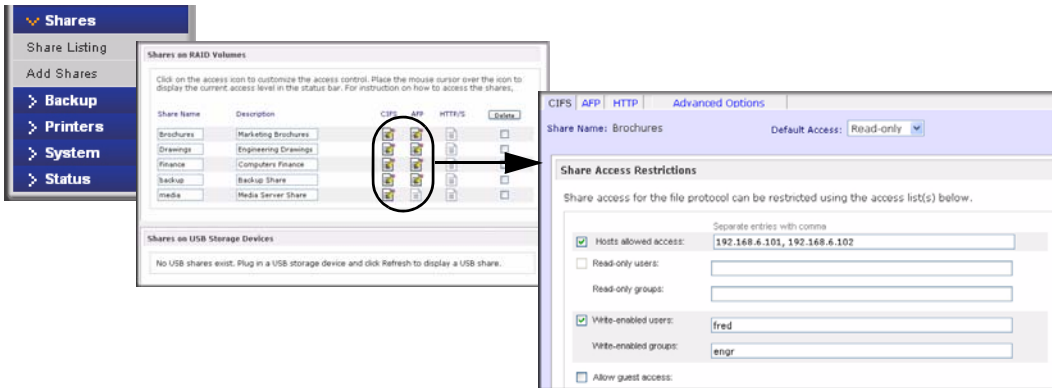 Shares
Share Listing
Add Shares
Backup
Printers
System
Status
Shares on RAID Volumes
Click on the access icon to customize the access control. Place the mouse cursor over the icon to
display the current access level in the status bar. For instruction on how to access the shares,
Share Name Description CIFS AFP HTTP/S Delete
Brochures Marketing Brochures
Drawings Engineering Drawings
Finance Computers Finance
backup Backup Share
media Media Server Share
Shares on USB Storage Devices
No USB shares exist. Plug in a USB storage device and click Refresh to display a USB share.
CIFS AFP HTTP Advanced Options
Share Name: Brochures Default Access: Read-only
Share Access Restrictions
Share access for the file protocol can be restricted using the access list(s) below.
Separate entries with comma
Hosts allowed access: 192.168.6.101, 192.168.6.102
Read-only users:
Read-only groups:
Write-enabled users: fred
Write-enabled groups: engr
Allow guest access: